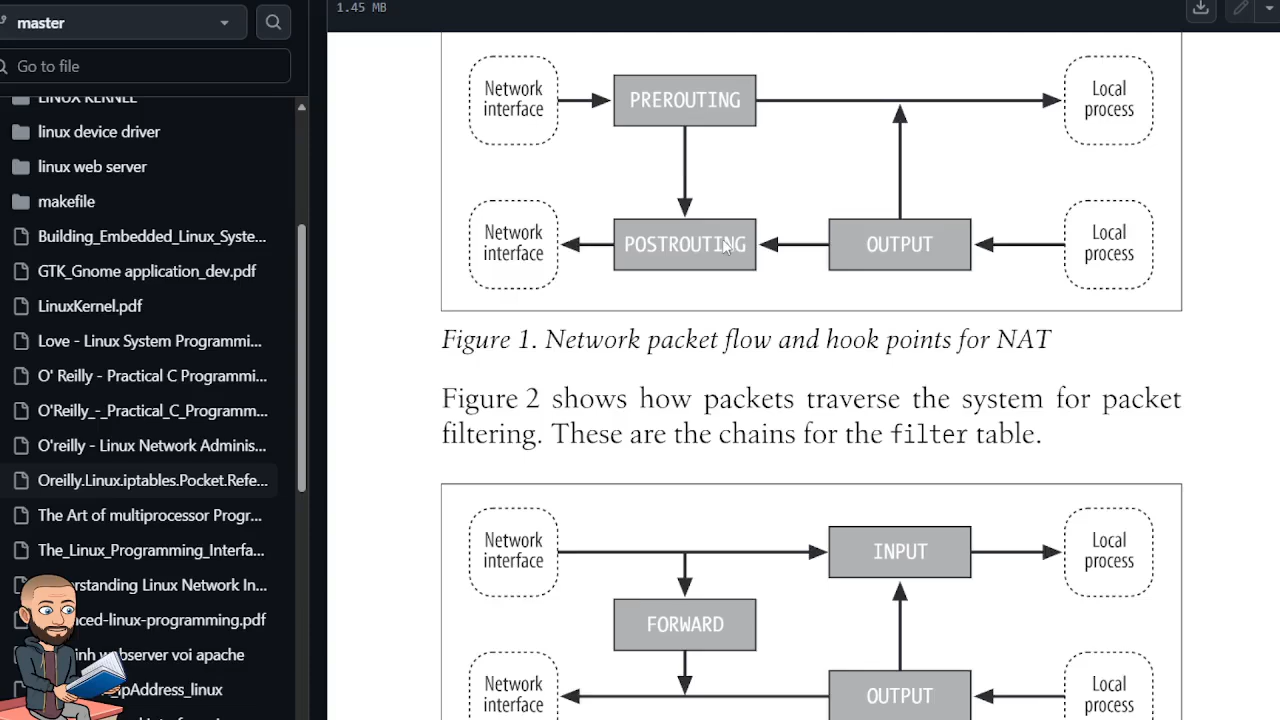 master
1.45 MB
Go to file
LINUX KERNEL
linux device driver
linux web server
makefile
Building_Embedded_Linux_Syste...
GTK_Gnome application_dev.pdf
LinuxKernel.pdf
Love - Linux System Programmi...
O' Reilly - Practical C Programmi...
O'Reilly_-_Practical_C_Programm...
O'reilly - Linux Network Adminis...
Oreilly.Linux.iptables.Pocket.Refe...
The Art of multiprocessor Progr...
The_Linux_Programming_Interfa...
rstanding Linux Network In...
ced-linux-programming.pdf
inh webserver voi apache
pAddress_linux
Network
interface
PREROUTING
Local
process
Network
interface
POSTROUTING
OUTPUT
Local
process
Figure 1. Network packet flow and hook points for NAT
Figure 2 shows how packets traverse the system for packet
filtering. These are the chains for the filter table.
Network
interface
INPUT
Local
process
FORWARD
Network
interface
OUTPUT
Local
process